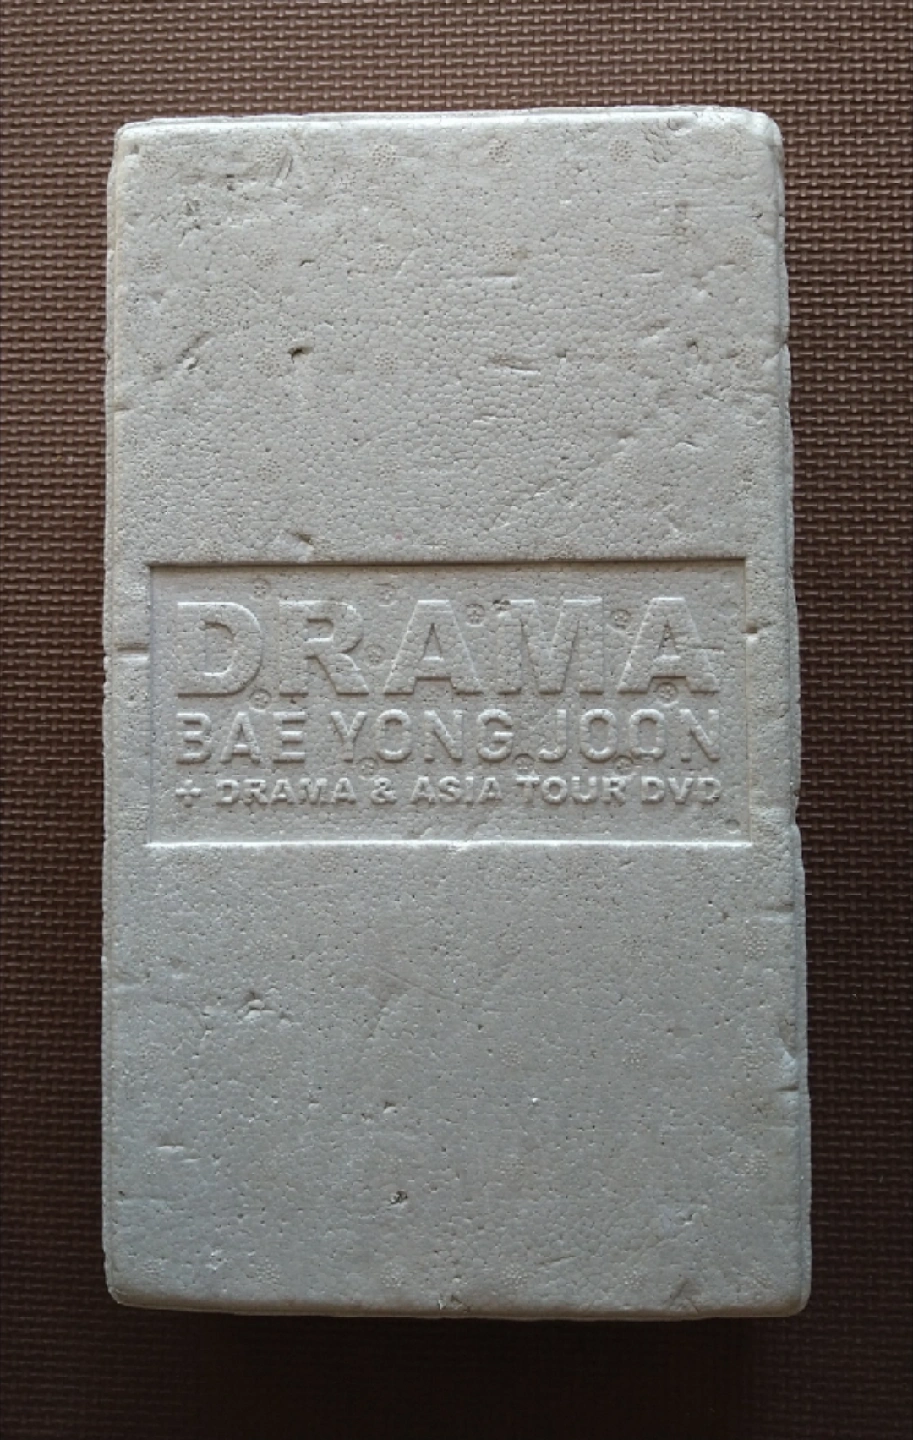 DRAMA
BAE YONG JOON
+ DRAMA & ASIA TOUR DVD